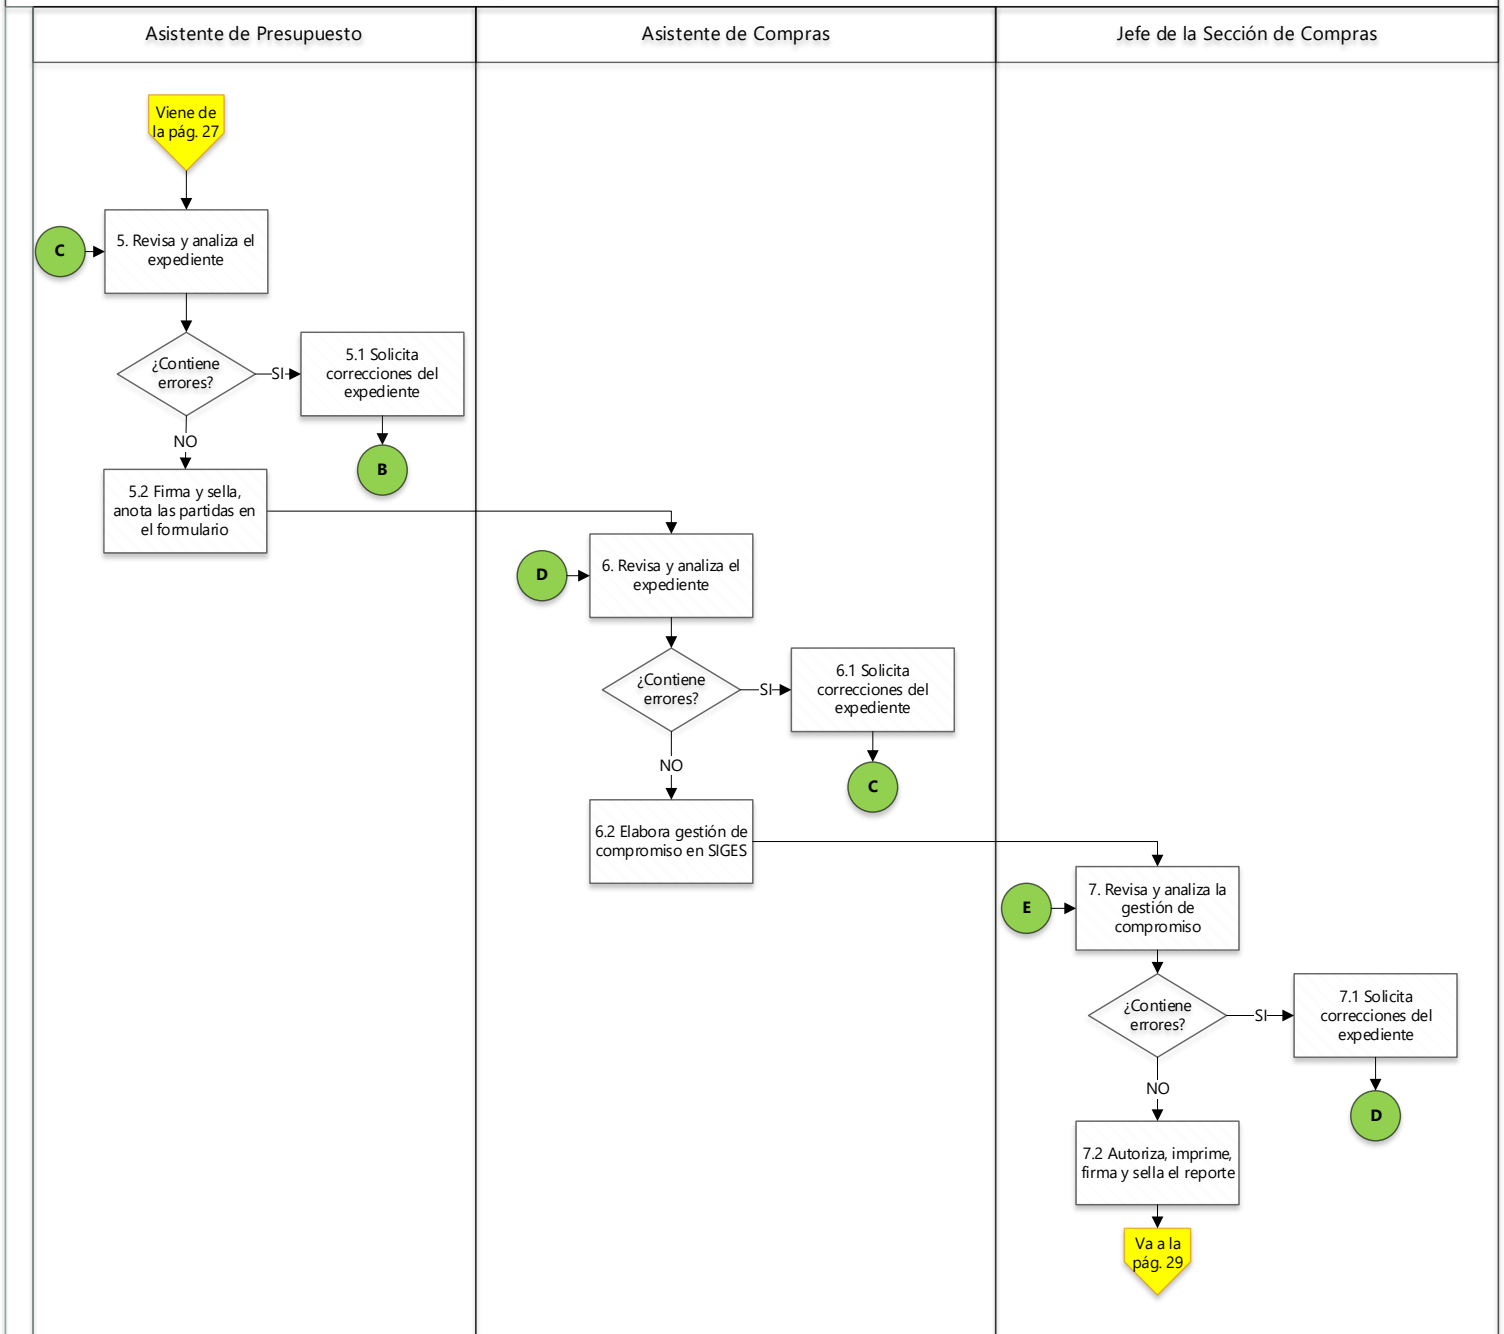 Asistente de Presupuesto
Asistente de Compras
Jefe de la Sección de Compras
Viene de
la pág. 27
C
5. Revisa y analiza el
expediente
¿Contiene
errores?
SI
5.1 Solicita
correcciones del
expediente
NO
B
5.2 Firma y sella,
anota las partidas en
el formulario
D
6. Revisa y analiza el
expediente
¿Contiene
errores?
SI
6.1 Solicita
correcciones del
expediente
NO
C
6.2 Elabora gestión de
compromiso en SIGES
E
7. Revisa y analiza la
gestión de
compromiso
¿Contiene
errores?
SI
7.1 Solicita
correcciones del
expediente
NO
D
7.2 Autoriza, imprime,
firma y sella el reporte
Va a la
pág. 29